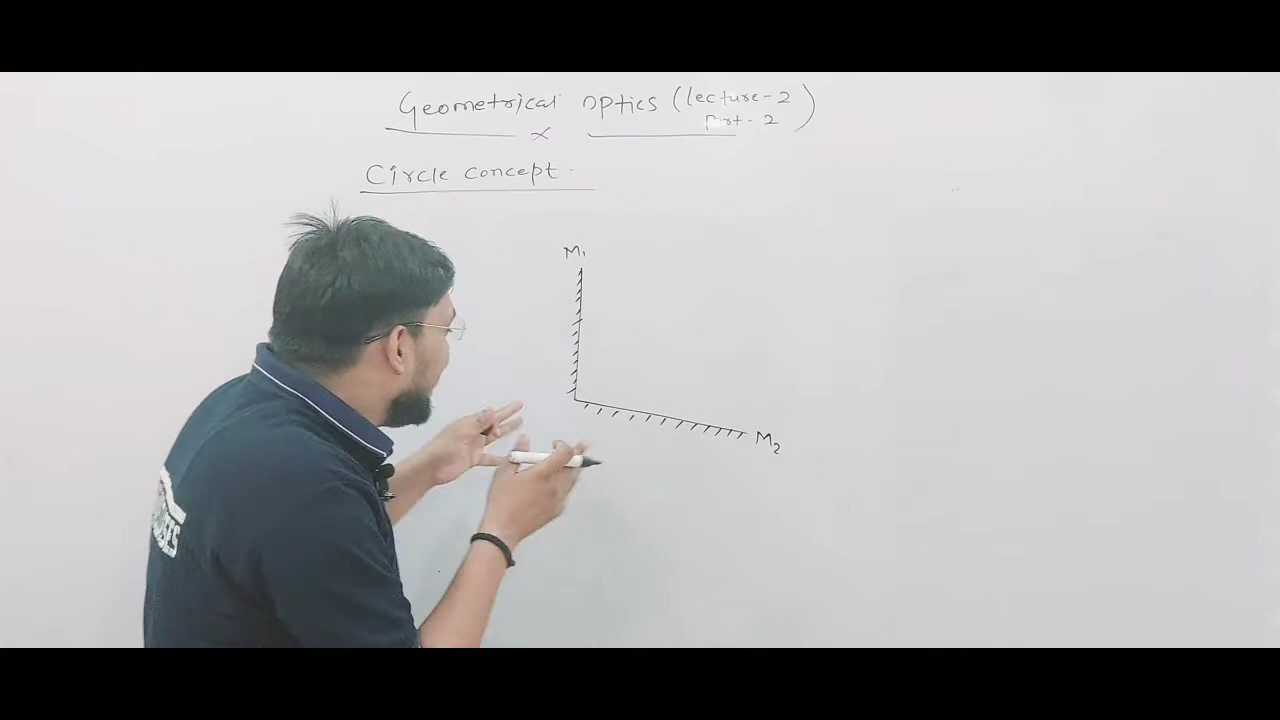 Geometrical Optics (lecture-2
part-2)
Circle concept.
M1
M2